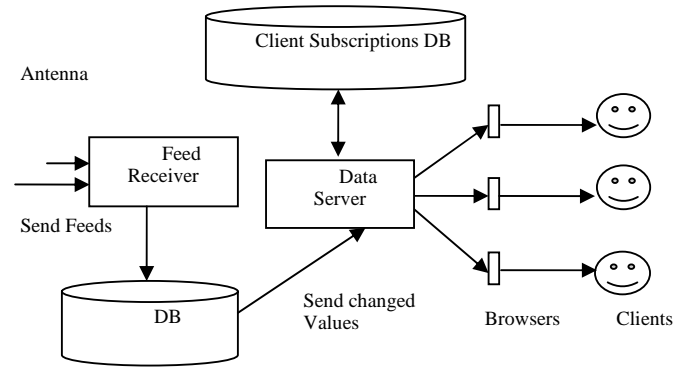 Client Subscriptions DB
Antenna
Feed
Receiver
Data
Server
Send Feeds
DB
Send changed
Values
Browsers
Clients